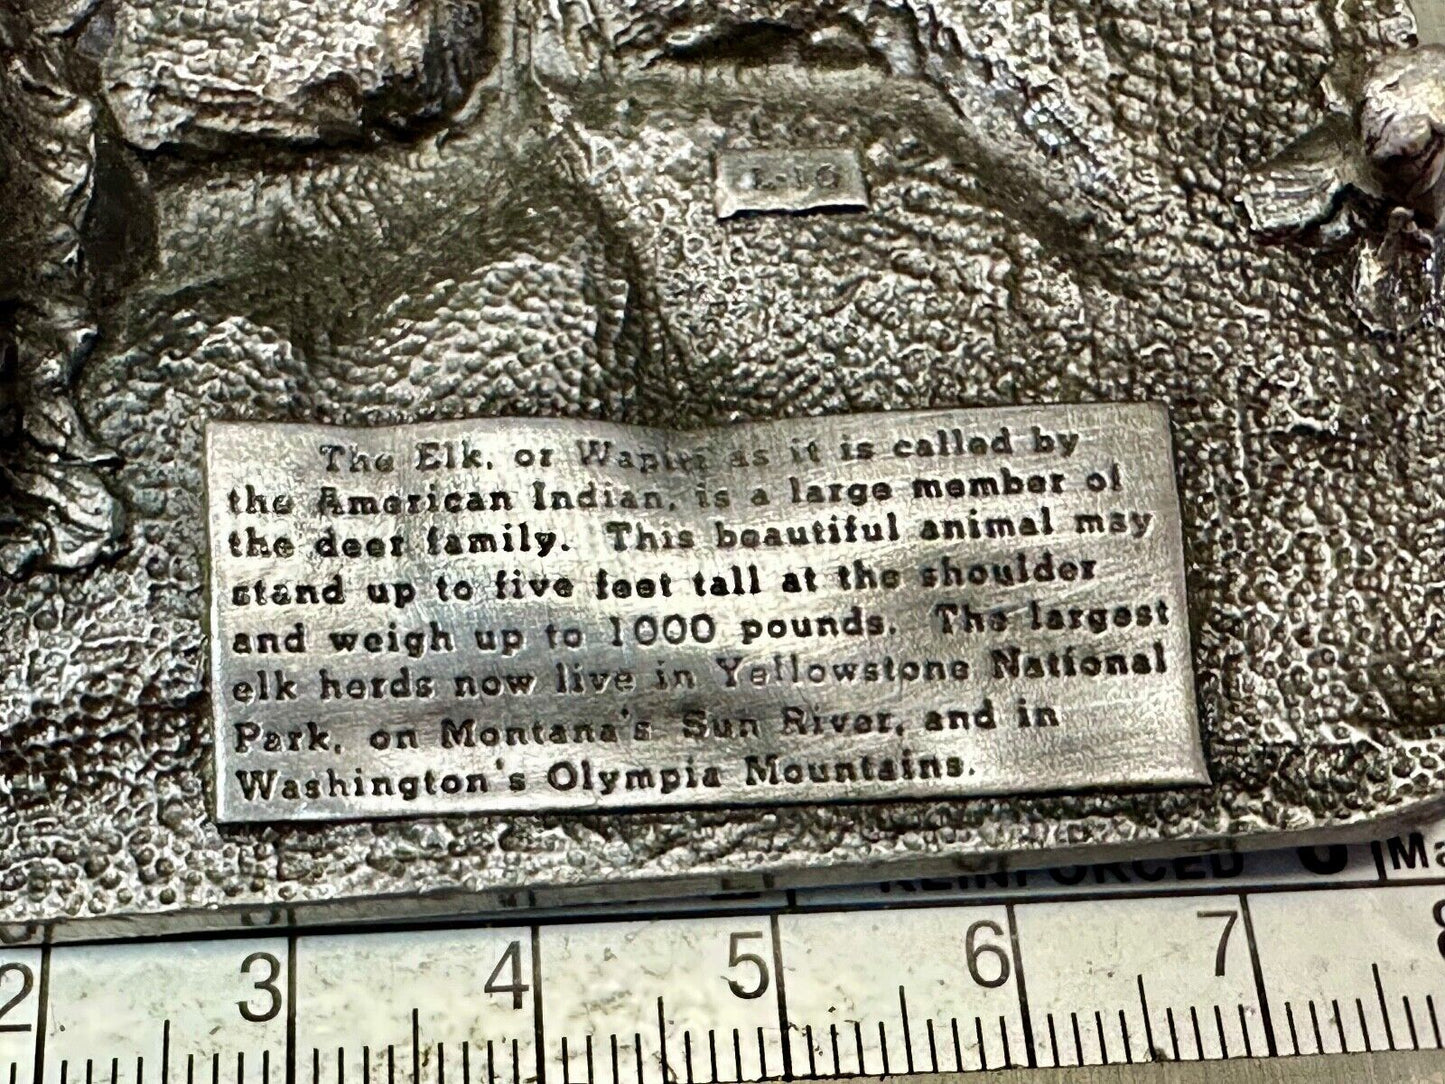 L-16
The Elk, or Wapiti as it is called by
the American Indian, is a large member of
the deer family. This beautiful animal may
stand up to five feet tall at the shoulder
and weigh up to 1000 pounds. The largest
elk herds now live in Yellowstone National
Park, on Montana's Sun River, and in
Washington's Olympia Mountains.
REINFORCED
2 3 4 5 6 7 8